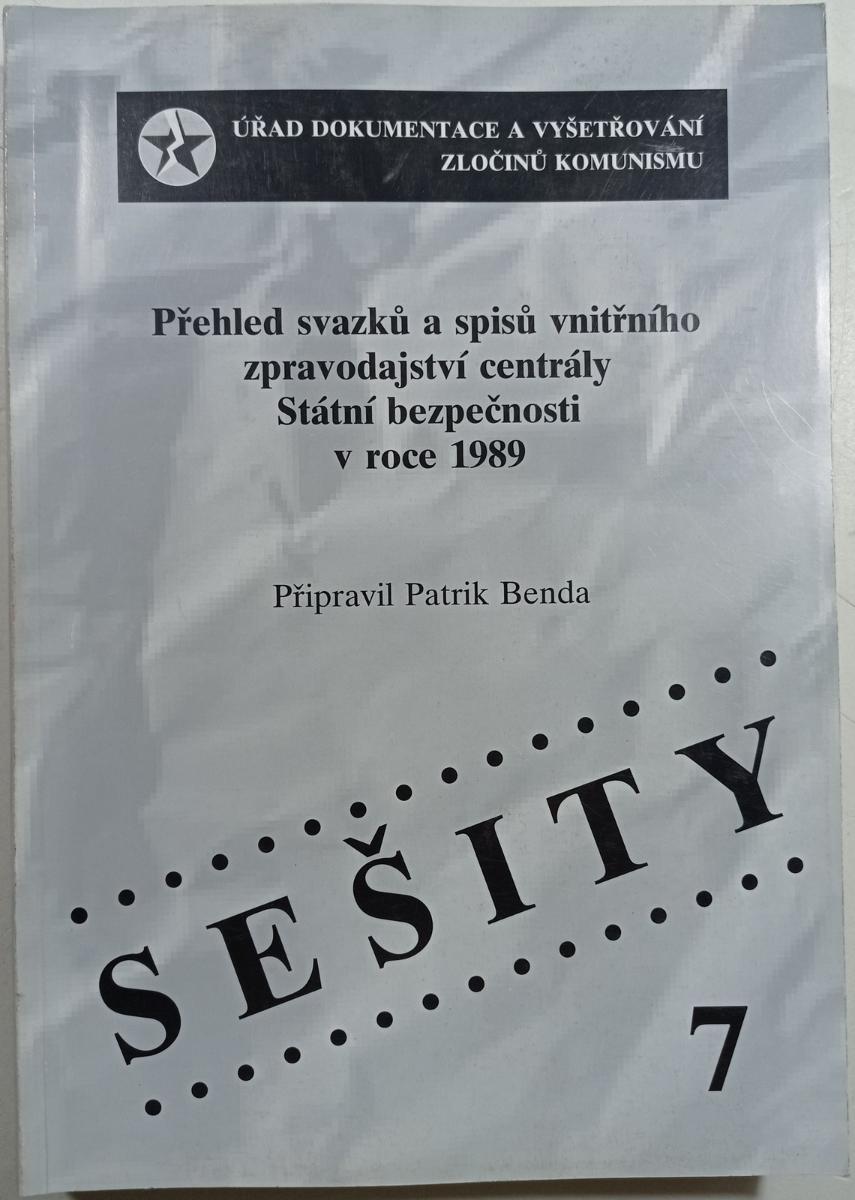 ÚŘAD DOKUMENTACE A VYŠETŘOVÁNÍ
ZLOČINŮ KOMUNISMU
Přehled svazků a spisů vnitřního
zpravodajství centrály
Státní bezpečnosti
v roce 1989
Připravil Patrik Benda
SEŠITY
7